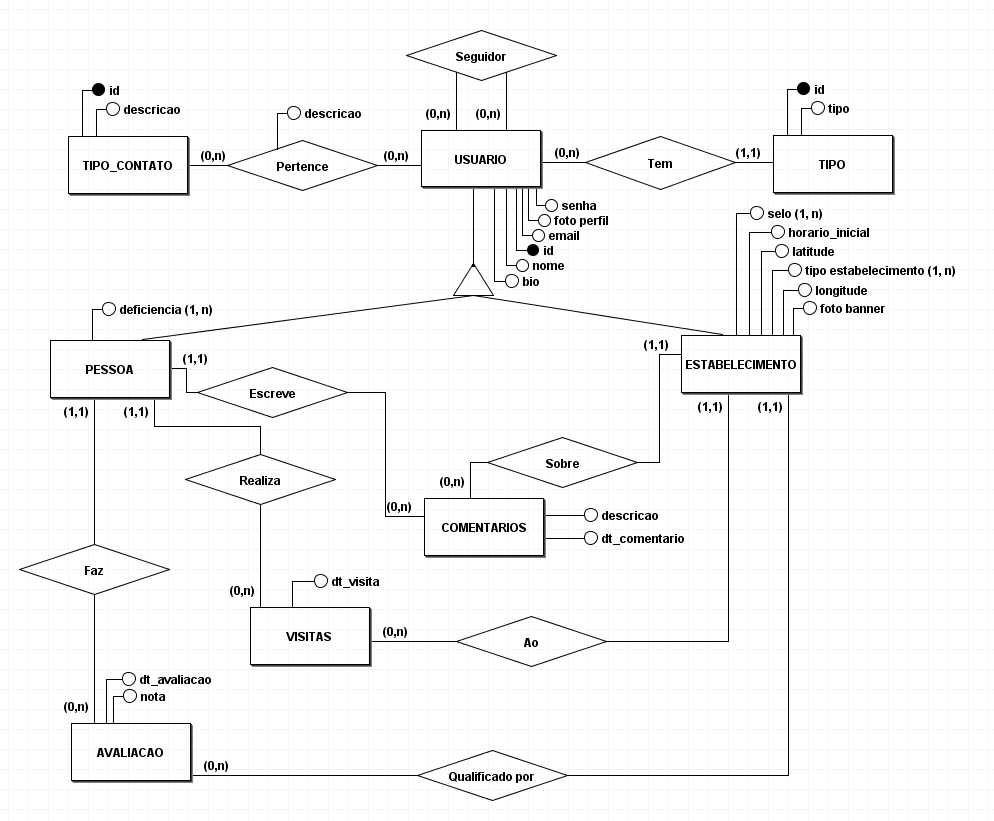 Seguidor
id
descricao
descricao
id
tipo
(0,n)
(0,n)
TIPO_CONTATO
(0,n)
Pertence
(0,n)
USUARIO
(0,n)
Tem
(1,1)
TIPO
senha
foto perfil
email
id
nome
bio
selo (1, n)
horario_inicial
latitude
tipo estabelecimento (1, n)
longitude
foto banner
deficiencia (1, n)
PESSOA
(1,1)
(1,1)
ESTABELECIMENTO
(1,1)
(1,1)
Escreve
(1,1)
(1,1)
Sobre
Realiza
(0,n)
(0,n)
COMENTARIOS
descricao
dt_comentario
Faz
(0,n)
dt_visita
VISITAS
(0,n)
Ao
dt_avaliacao
nota
(0,n)
AVALIACAO
(0,n)
Qualificado por